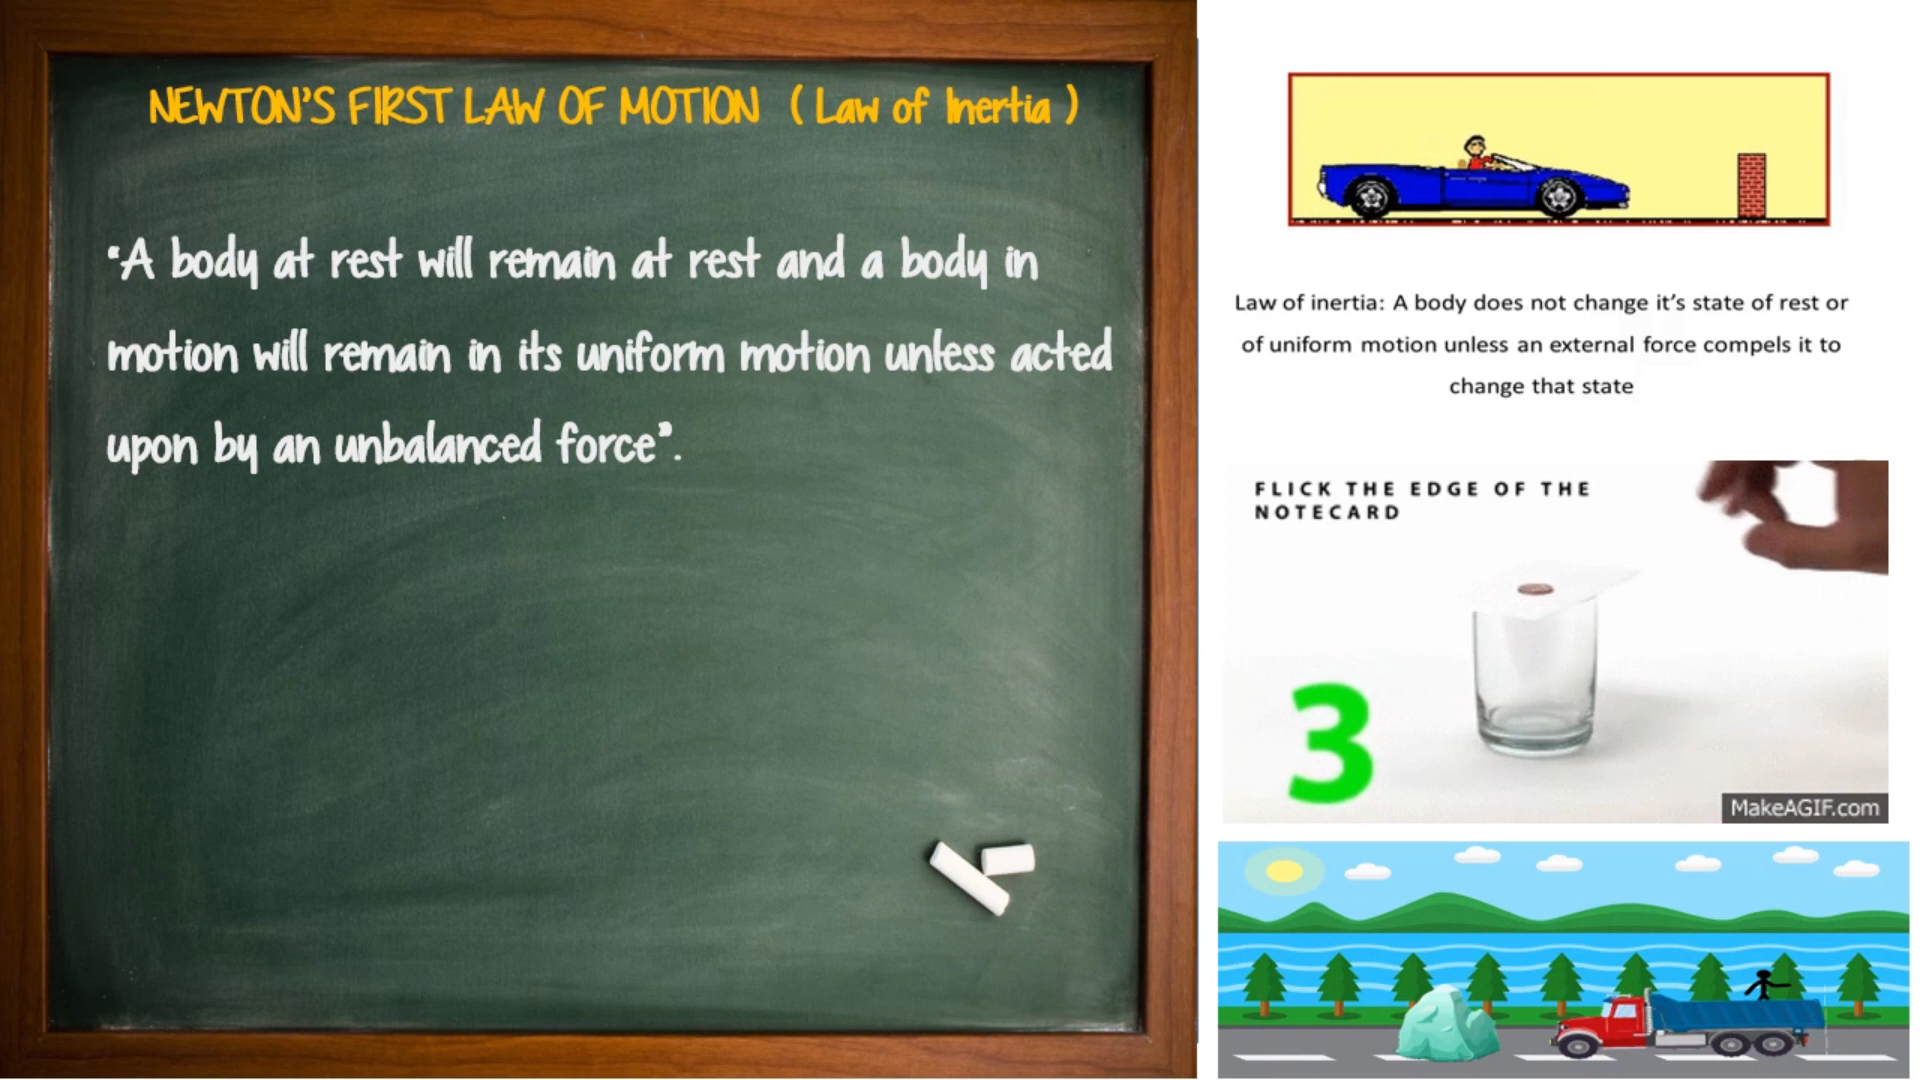 NEWTON'S FIRST LAW OF MOTION ( Law of Inertia )
“A body at rest will remain at rest and a body in
motion will remain in its uniform motion unless acted
upon by an unbalanced force”.
Law of inertia: A body does not change it’s state of rest or
of uniform motion unless an external force compels it to
change that state
FLICK THE EDGE OF THE
NOTECARD
3
MakeAGIF.com